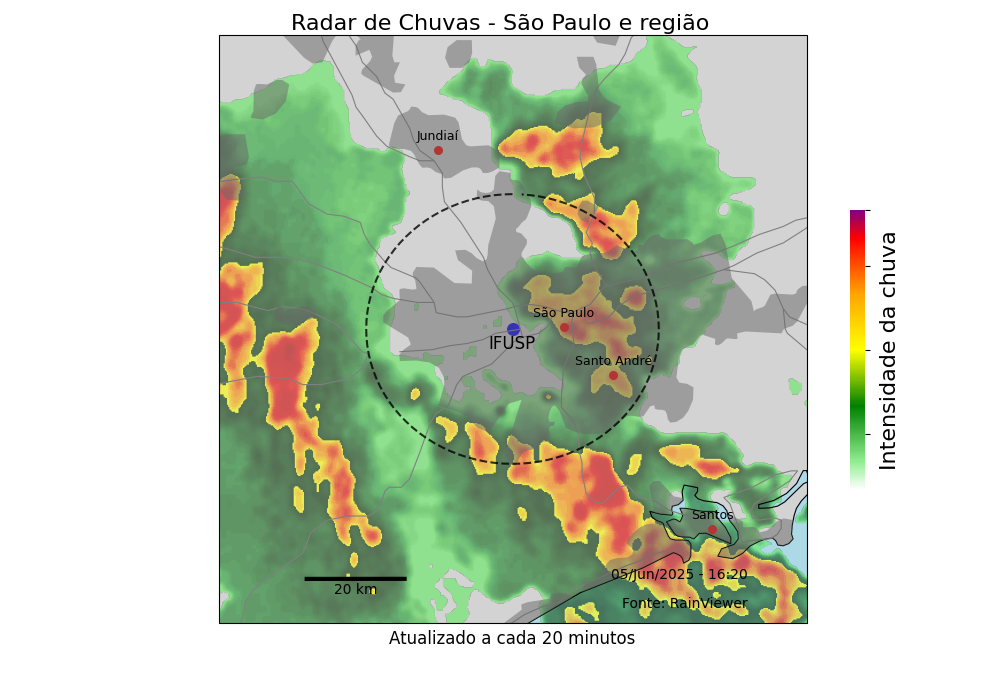 Radar de Chuvas - São Paulo e região
Jundiaí
São Paulo
IFUSP
Santo André
Santos
05/Jun/2025 - 16:20
20 km
Fonte: RainViewer
Atualizado a cada 20 minutos
Intensidade da chuva